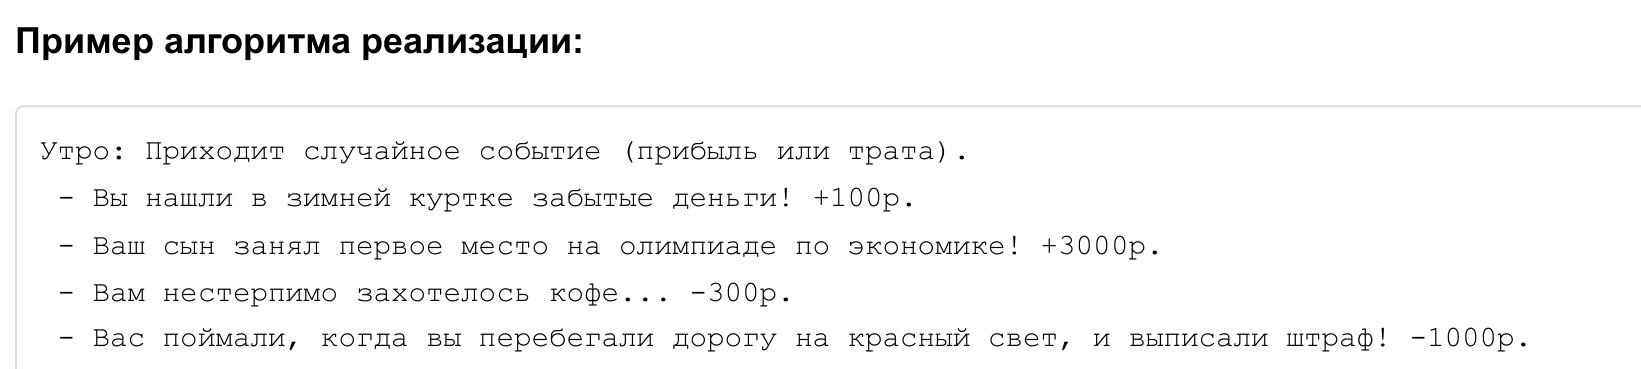 Пример алгоритма реализации:
Утро: Приходит случайное событие (прибыль или трата).
- Вы нашли в зимней куртке забытые деньги! +100р.
- Ваш сын занял первое место на олимпиаде по экономике! +3000р.
- Вам нестерпимо захотелось кофе... -300р.
- Вас поймали, когда вы перебегали дорогу на красный свет, и выписали штраф! -1000р.